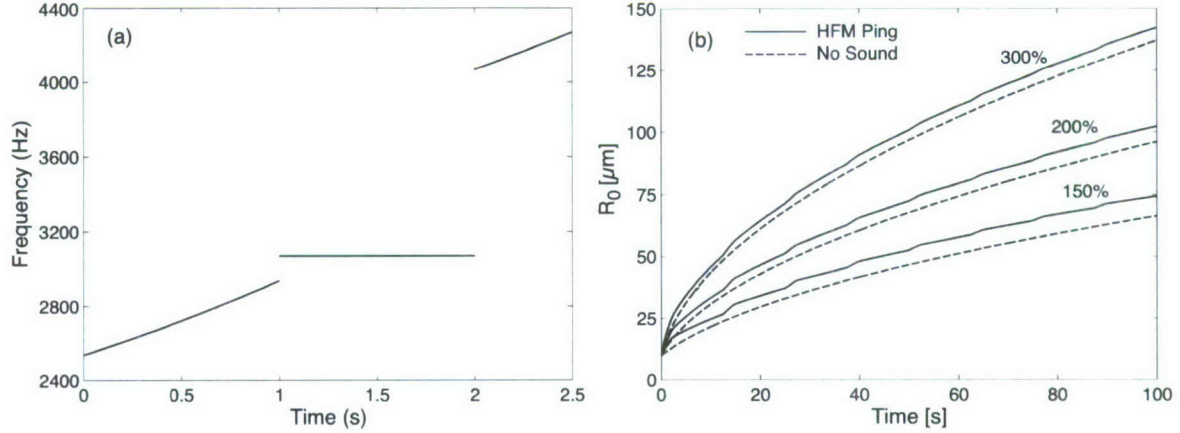 (a)
4400
4000
3600
3200
2800
2400
Frequency (Hz)
0 0.5 1 1.5 2 2.5
Time (s)
(b)
HFM Ping
No Sound
300%
200%
150%
150
125
100
75
50
25
0
R0 [μm]
0 20 40 60 80 100
Time [s]